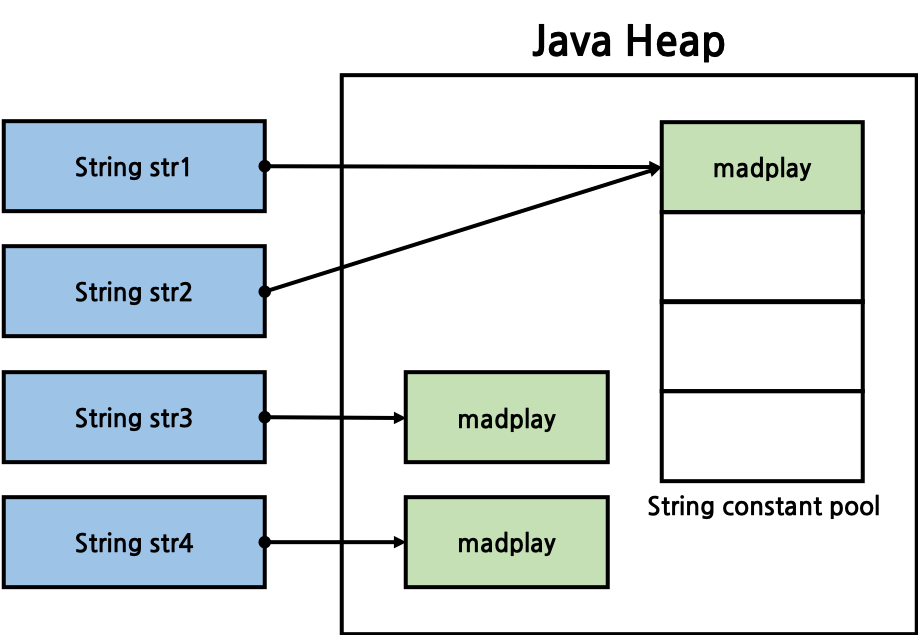 Java Heap
String str1
madplay
String str2
String str3
madplay
String constant pool
String str4
madplay